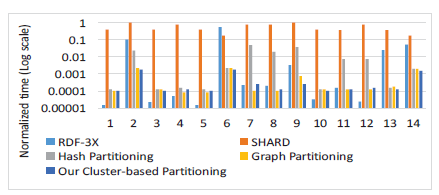 Normalized time (Log scale)
1
0.1
0.01
0.001
0.0001
0.00001
1 2 3 4 5 6 7 8 9 10 11 12 13 14
RDF-3X SHARD
Hash Partitioning Graph Partitioning
Our Cluster-based Partitioning